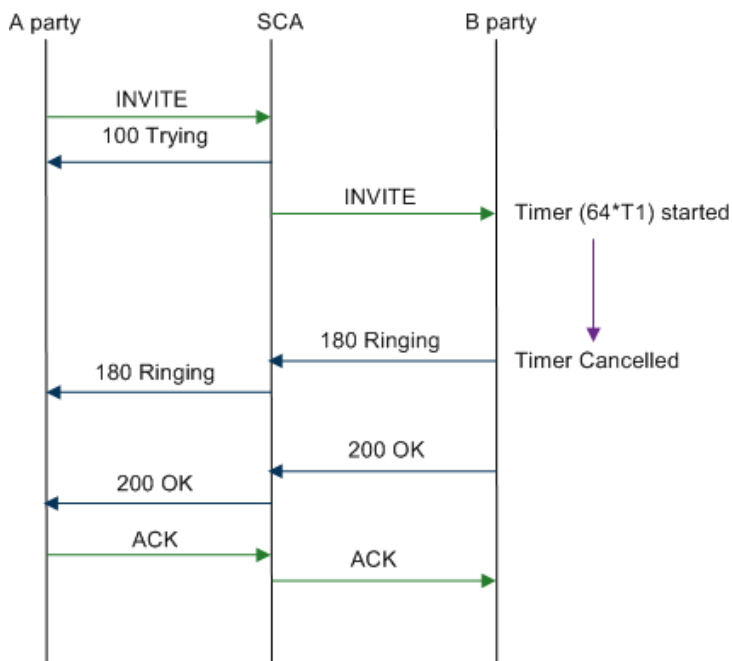 A party SCA B party
INVITE
100 Trying
INVITE Timer (64*T1) started
180 Ringing Timer Cancelled
180 Ringing
200 OK
200 OK
ACK
ACK